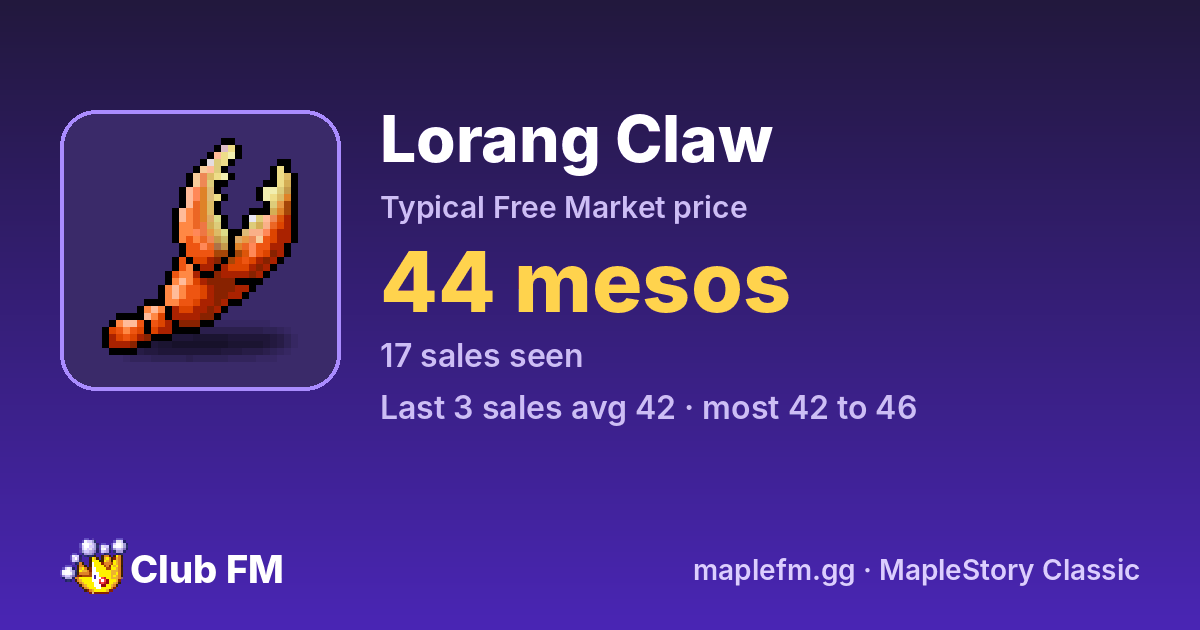 Lorang Claw
Typical Free Market price
44 mesos
17 sales seen
Last 3 sales avg 42 · most 42 to 46
Club FM
maplefm.gg · MapleStory Classic